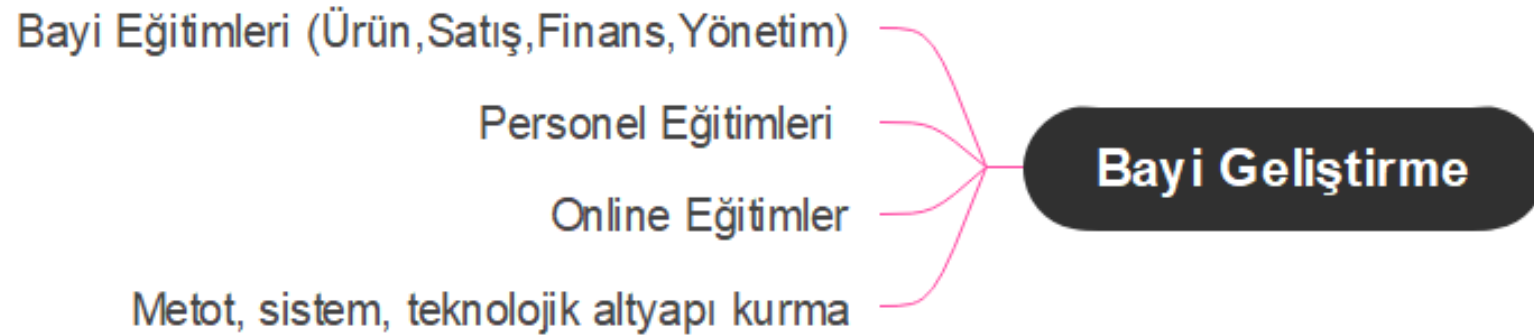 Bayi Eğitimleri (Ürün,Satış,Finans,Yönetim)
Personel Eğitimleri
Online Eğitimler
Metot, sistem, teknolojik altyapı kurma
Bayi Geliştirme